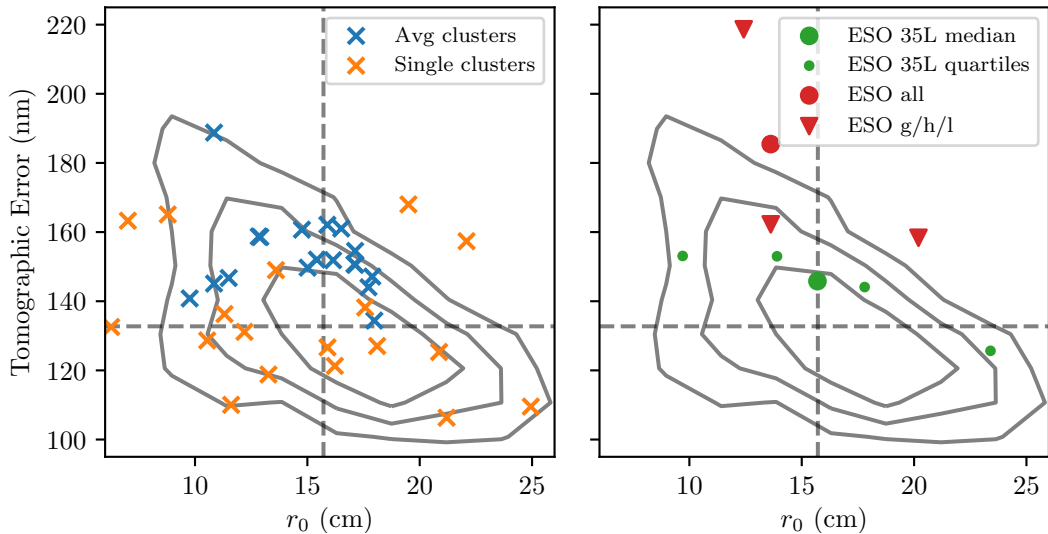 Tomographic Error (nm)
220
200
180
160
140
120
100
Avg clusters
Single clusters
10
15
20
25
r₀ (cm)
ESO 35L median
ESO 35L quartiles
ESO all
ESO g/h/l
10
15
20
25
r₀ (cm)